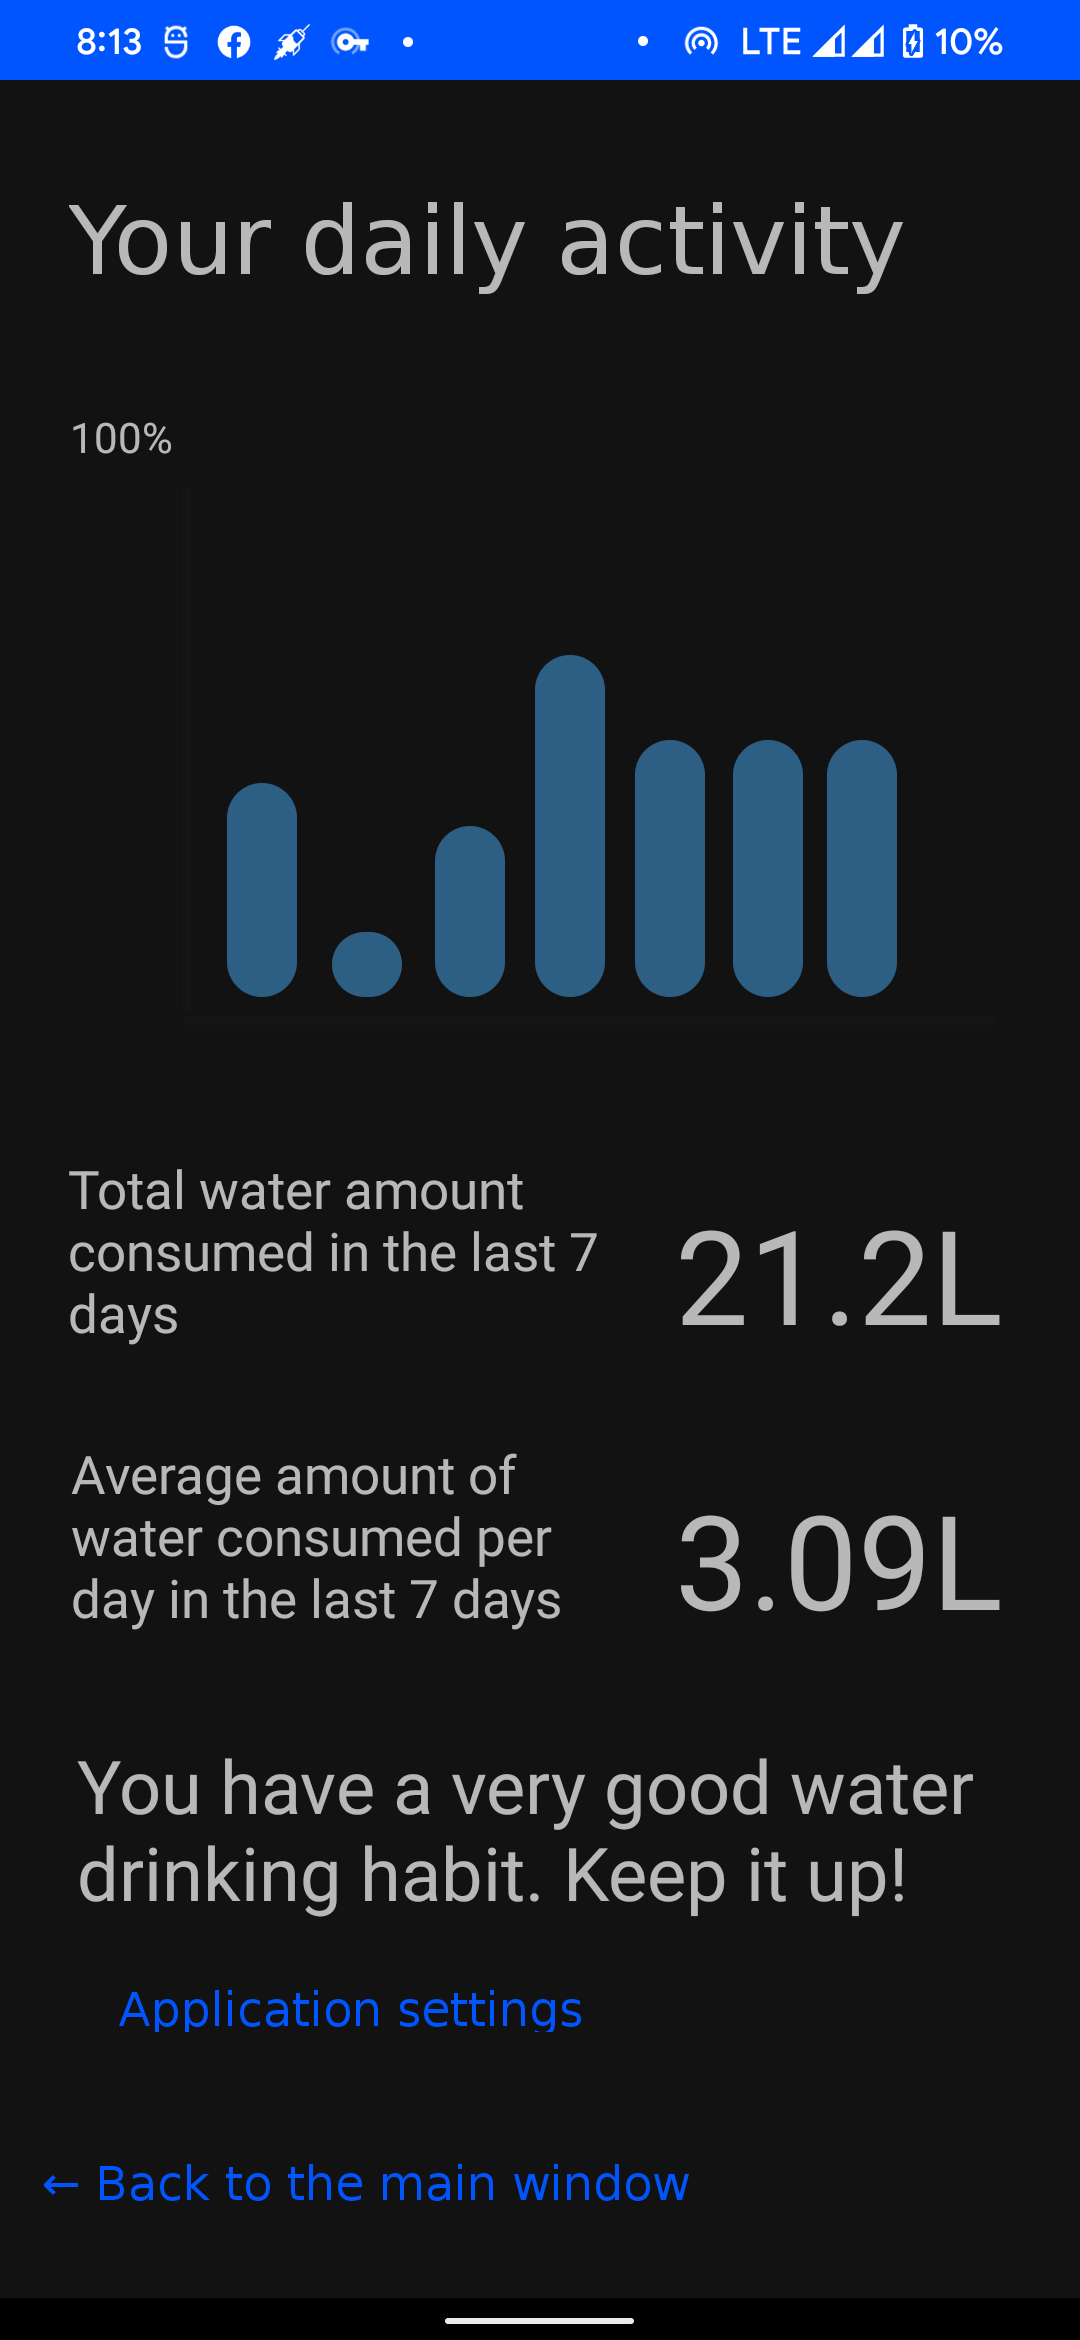 8:13 LTE 10%
Your daily activity
100%
Total water amount
consumed in the last 7
days
21.2L
Average amount of
water consumed per
day in the last 7 days
3.09L
You have a very good water
drinking habit. Keep it up!
Application settings
← Back to the main window